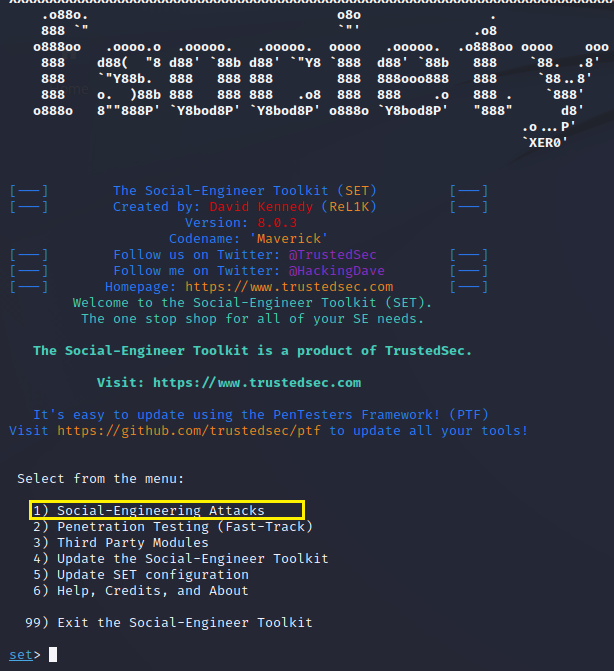 .o88o. o8o .
888 `" `"' .o8
o888oo .oooo.o .ooooo. .ooooo. oooo .ooooo. .o888oo oooo ooo
888 d88( "8 d88' `88b d88' `"Y8 `888 d88' `88b 888 `88. .8'
888 `"Y88b. 888 888 888 888 888ooo888 888 `88..8'
888 o. )88b 888 888 888 .o8 888 888 .o 888 . `888'
o888o 8""888P' `Y8bod8P' `Y8bod8P' o888o `Y8bod8P' "888" d8'
.o...P'
`XER0'
[---] The Social-Engineer Toolkit (SET) [---]
[---] Created by: David Kennedy (ReL1K) [---]
Version: 8.0.3
Codename: 'Maverick'
[---] Follow us on Twitter: @TrustedSec [---]
[---] Follow me on Twitter: @HackingDave [---]
[---] Homepage: https://www.trustedsec.com [---]
Welcome to the Social-Engineer Toolkit (SET).
The one stop shop for all of your SE needs.
The Social-Engineer Toolkit is a product of TrustedSec.
Visit: https://www.trustedsec.com
It's easy to update using the PenTesters Framework! (PTF)
Visit https://github.com/trustedsec/ptf to update all your tools!
Select from the menu:
1) Social-Engineering Attacks
2) Penetration Testing (Fast-Track)
3) Third Party Modules
4) Update the Social-Engineer Toolkit
5) Update SET configuration
6) Help, Credits, and About
99) Exit the Social-Engineer Toolkit
set>